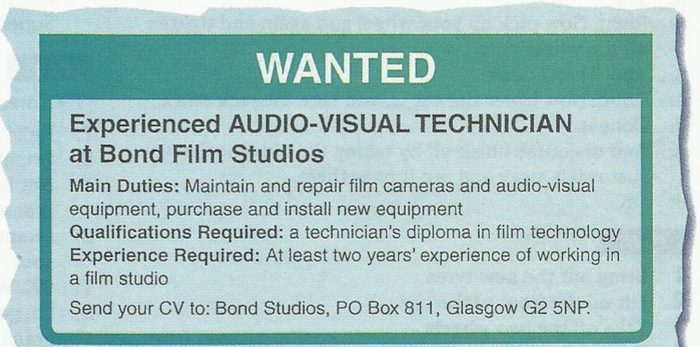 WANTED
Experienced AUDIO-VISUAL TECHNICIAN
at Bond Film Studios
Main Duties: Maintain and repair film cameras and audio-visual
equipment, purchase and install new equipment
Qualifications Required: a technician's diploma in film technology
Experience Required: At least two years' experience of working in
a film studio
Send your CV to: Bond Studios, PO Box 811, Glasgow G2 5NP.